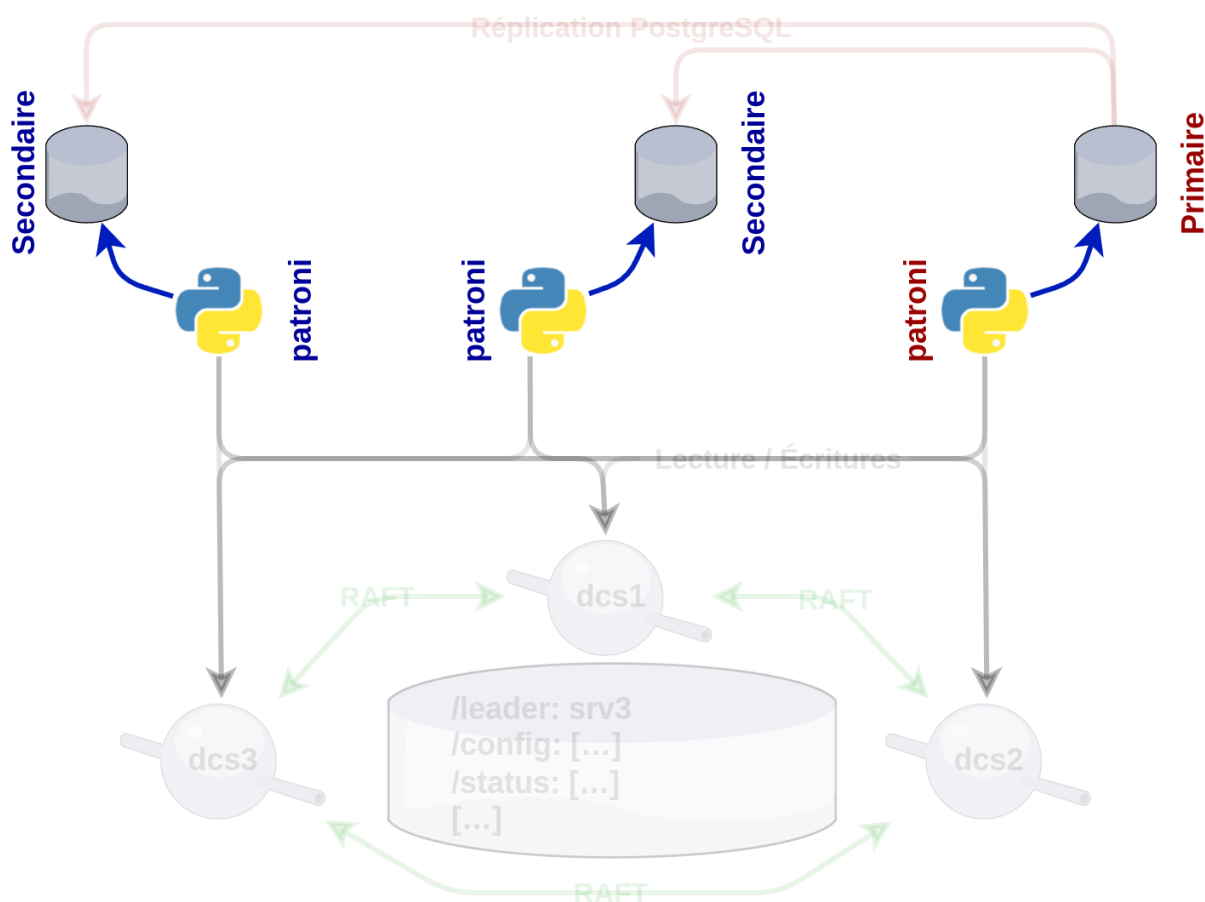 Réplication PostgreSQL
Secondaire
Secondaire
Primaire
patroni
patroni
patroni
Lecture / Écritures
dcs1
RAFT
RAFT
/leader: srv3
/config: […]
/status: […]
[…]
dcs3
dcs2
RAFT